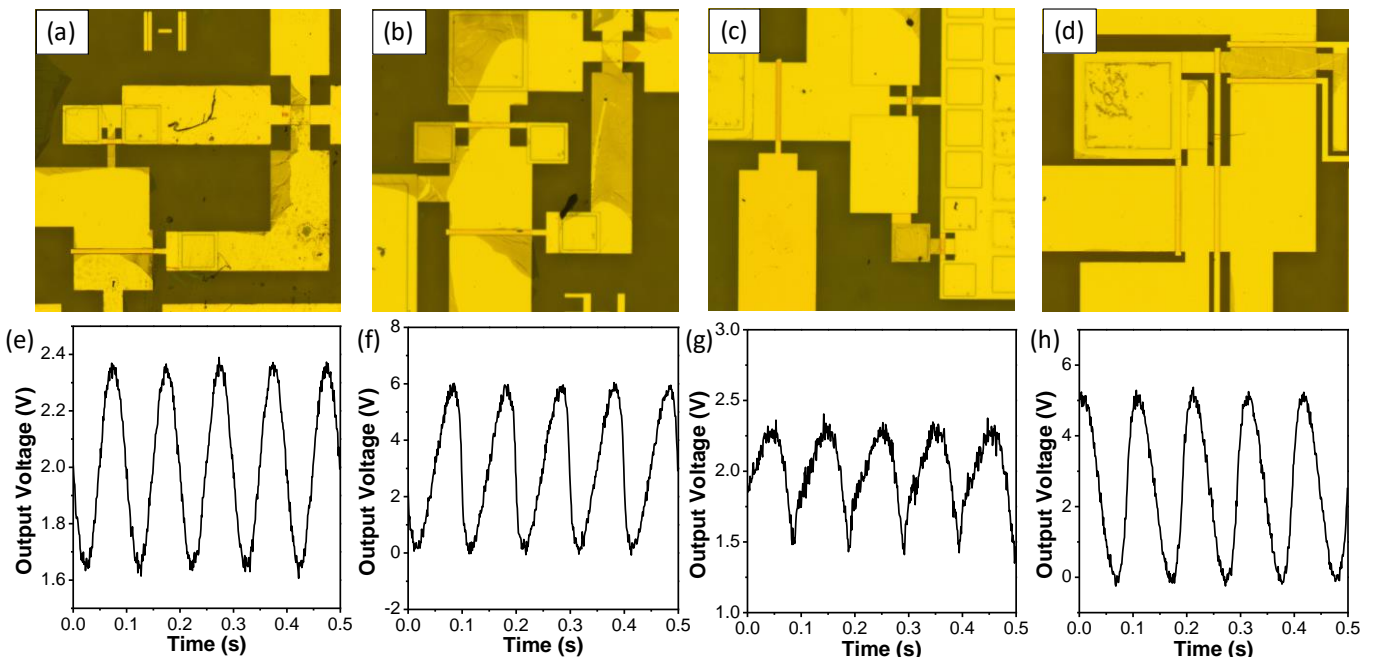 (a)
(b)
(c)
(d)
(e)
Output Voltage (V)
2.4
2.2
2.0
1.8
1.6
0.0 0.1 0.2 0.3 0.4 0.5
Time (s)
(f)
Output Voltage (V)
8
6
4
2
0
-2
0.0 0.1 0.2 0.3 0.4 0.5
Time (s)
(g)
Output Voltage (V)
3.0
2.5
2.0
1.5
1.0
0.0 0.1 0.2 0.3 0.4 0.5
Time (s)
(h)
Output Voltage (V)
6
4
2
0
0.0 0.1 0.2 0.3 0.4 0.5
Time (s)